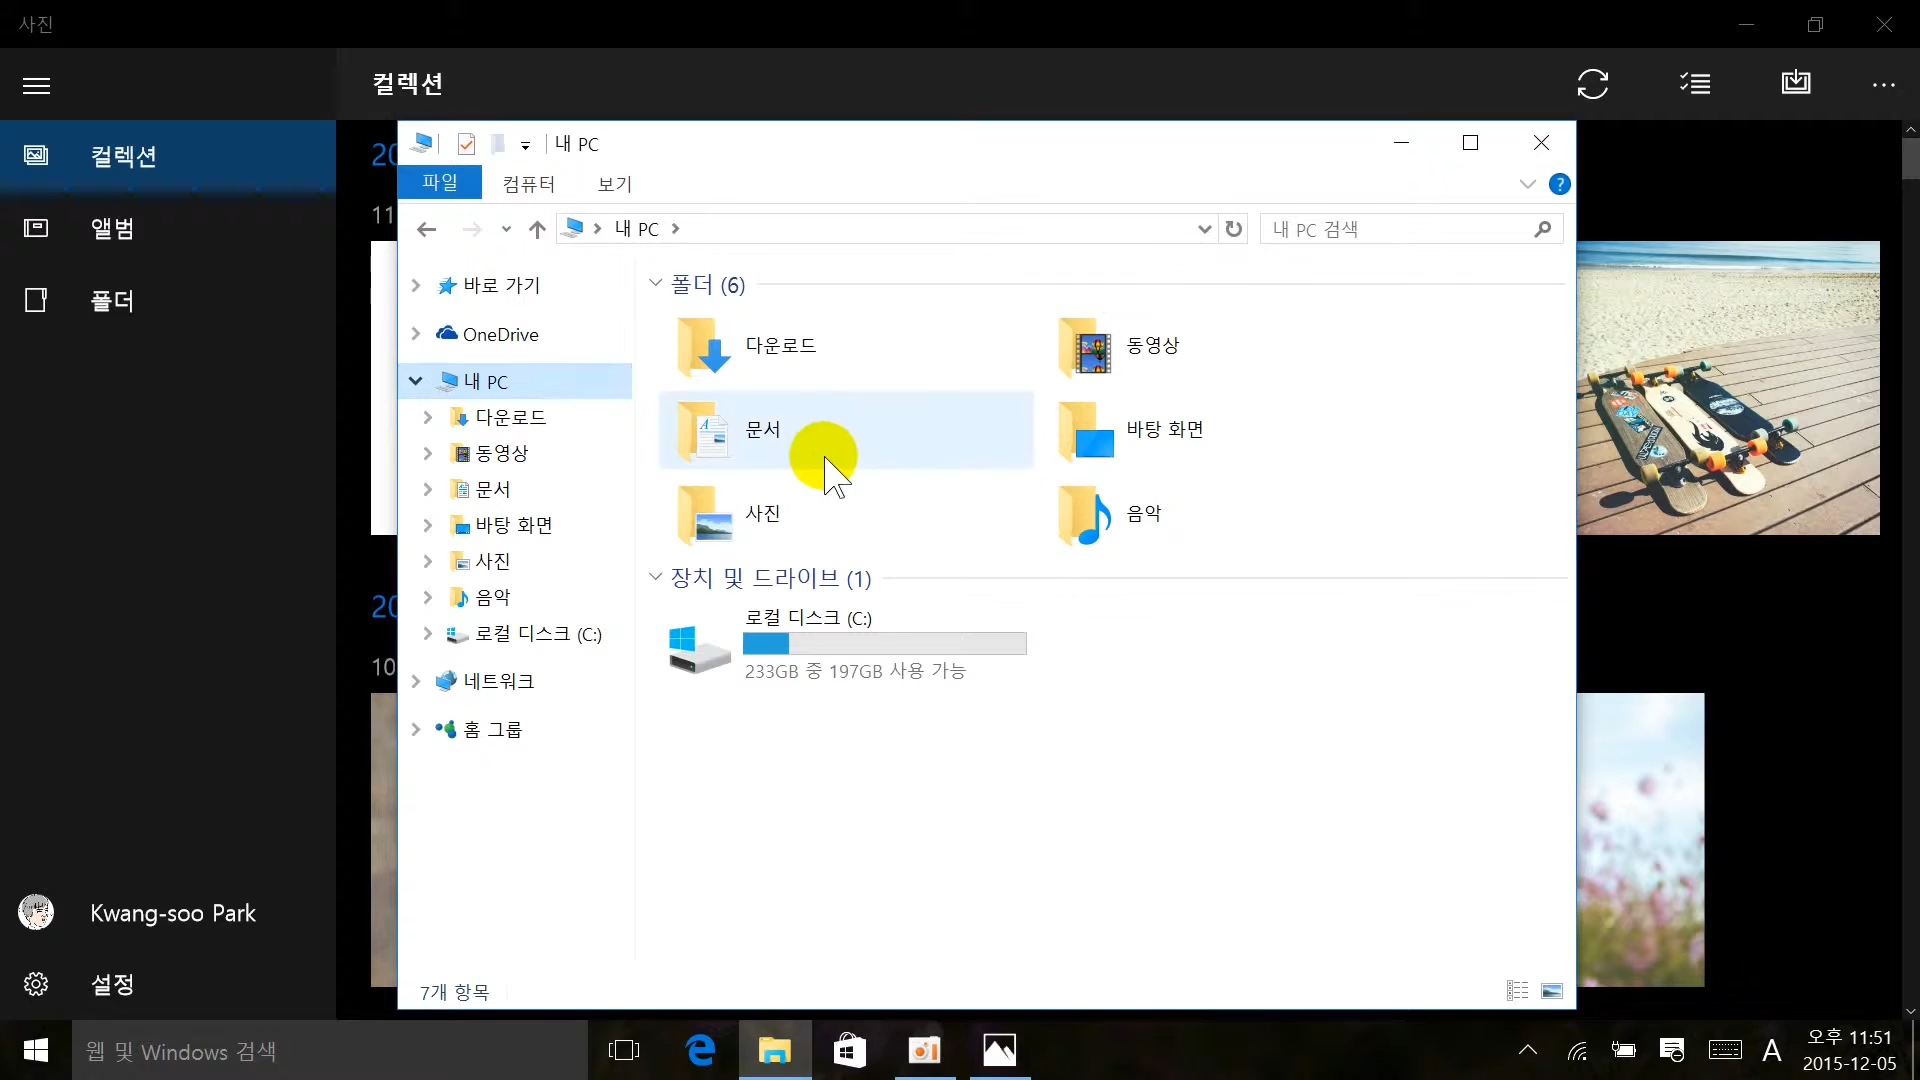 사진
컬렉션
컬렉션
앨범
폴더
Kwang-soo Park
설정
20
11
20
10
내 PC
파일
컴퓨터
보기
내 PC
내 PC 검색
바로 가기
OneDrive
내 PC
다운로드
동영상
문서
바탕 화면
사진
음악
로컬 디스크 (C:)
네트워크
홈 그룹
폴더 (6)
다운로드
동영상
문서
바탕 화면
사진
음악
장치 및 드라이브 (1)
로컬 디스크 (C:)
233GB 중 197GB 사용 가능
7개 항목
웹 및 Windows 검색
A
오후 11:51
2015-12-05